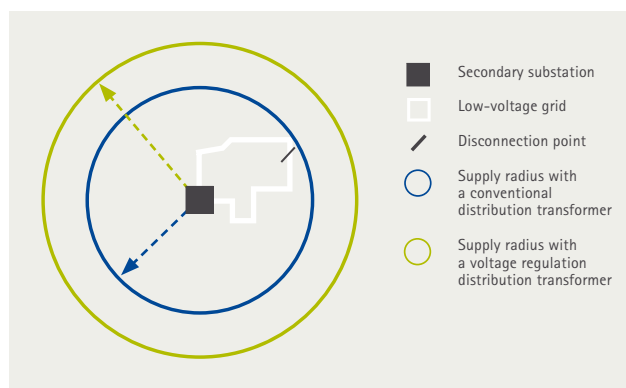 Secondary substation
Low-voltage grid
Disconnection point
Supply radius with
a conventional
distribution transformer
Supply radius with
a voltage regulation
distribution transformer